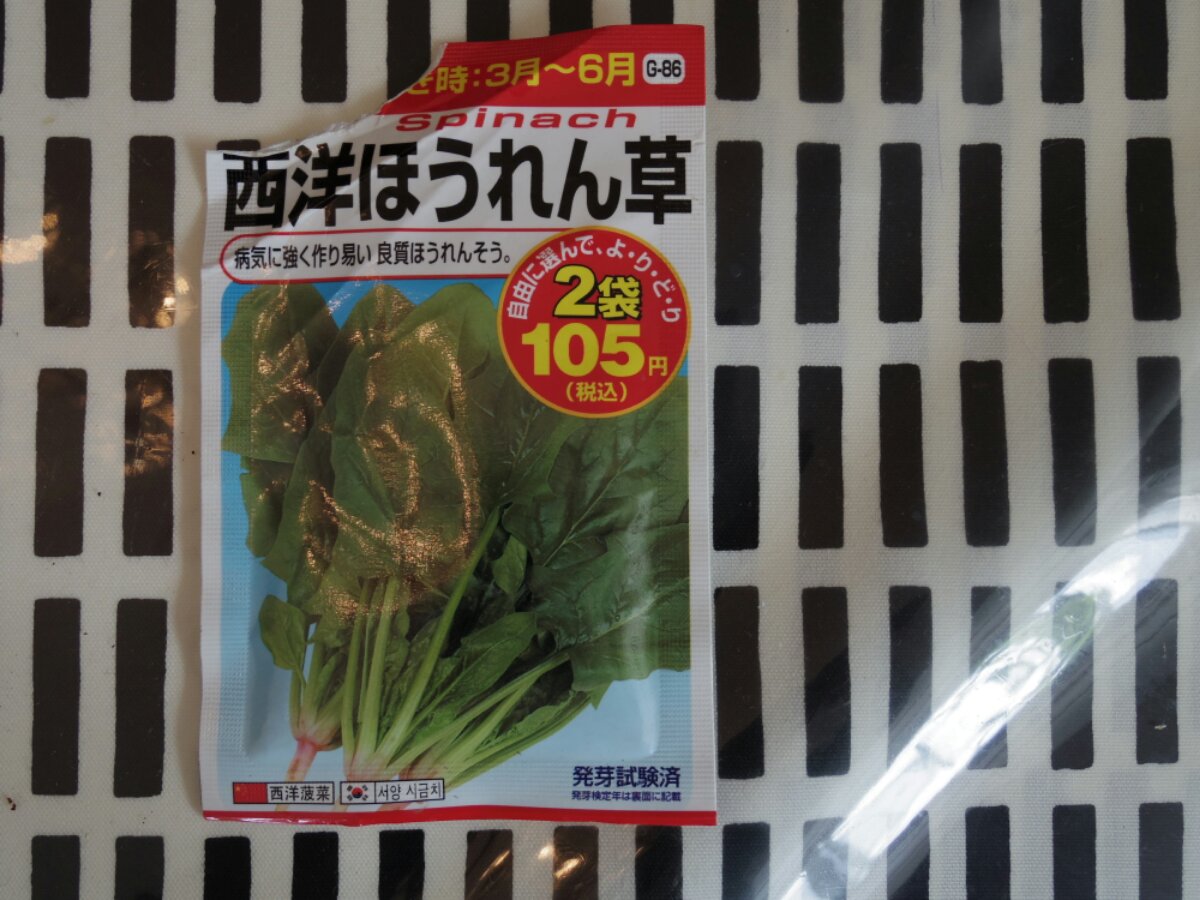 き時:3月〜6月
G-86
Spinach
西洋ほうれん草
病気に強く作り易い 良質ほうれんそう。
自由に選んで、よ・り・ど・り
2袋
105円
(税込)
西洋菠菜
서양 시금치
発芽試験済
発芽検定年は裏面に記載